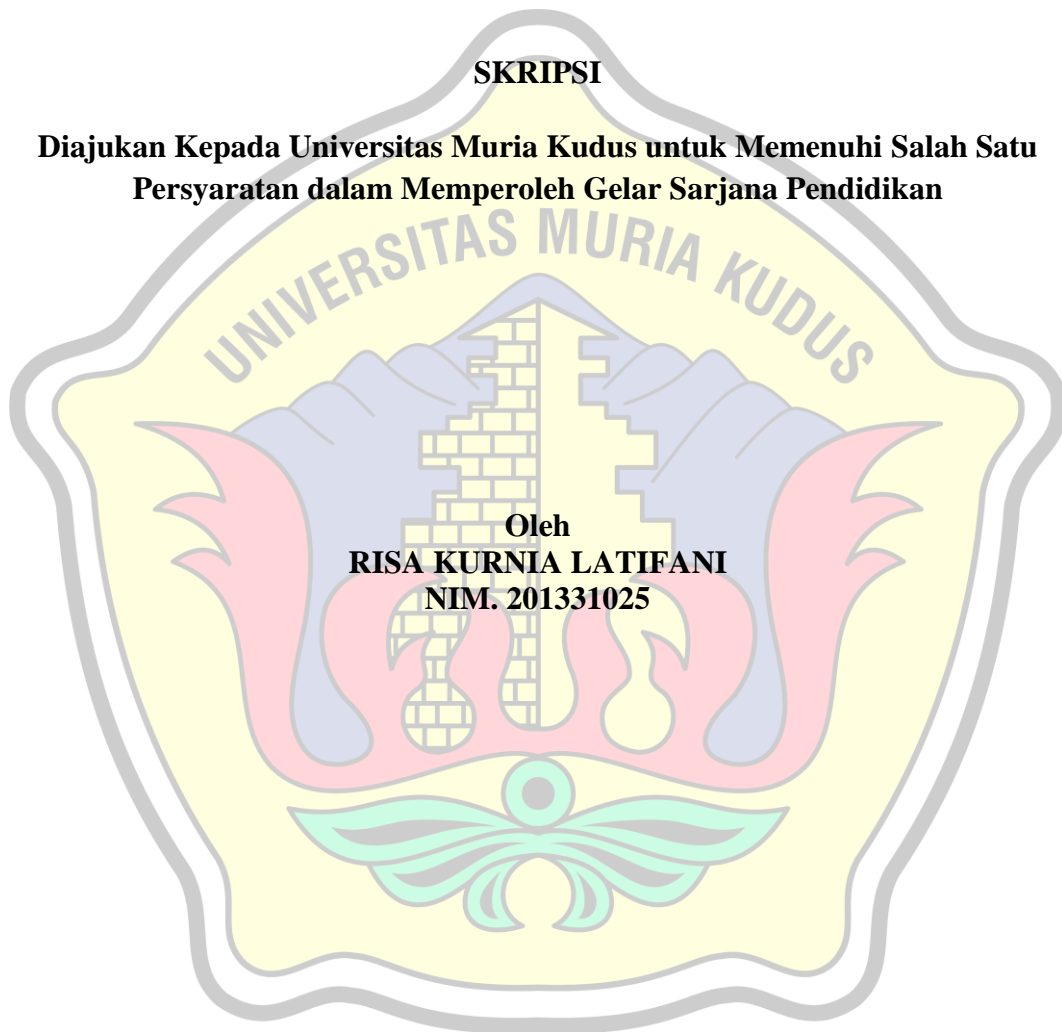 SKRIPSI
Diajukan Kepada Universitas Muria Kudus untuk Memenuhi Salah Satu
Persyaratan dalam Memperoleh Gelar Sarjana Pendidikan
UNIVERSITAS MURIA KUDUS
Oleh
RISA KURNIA LATIFANI
NIM. 201331025